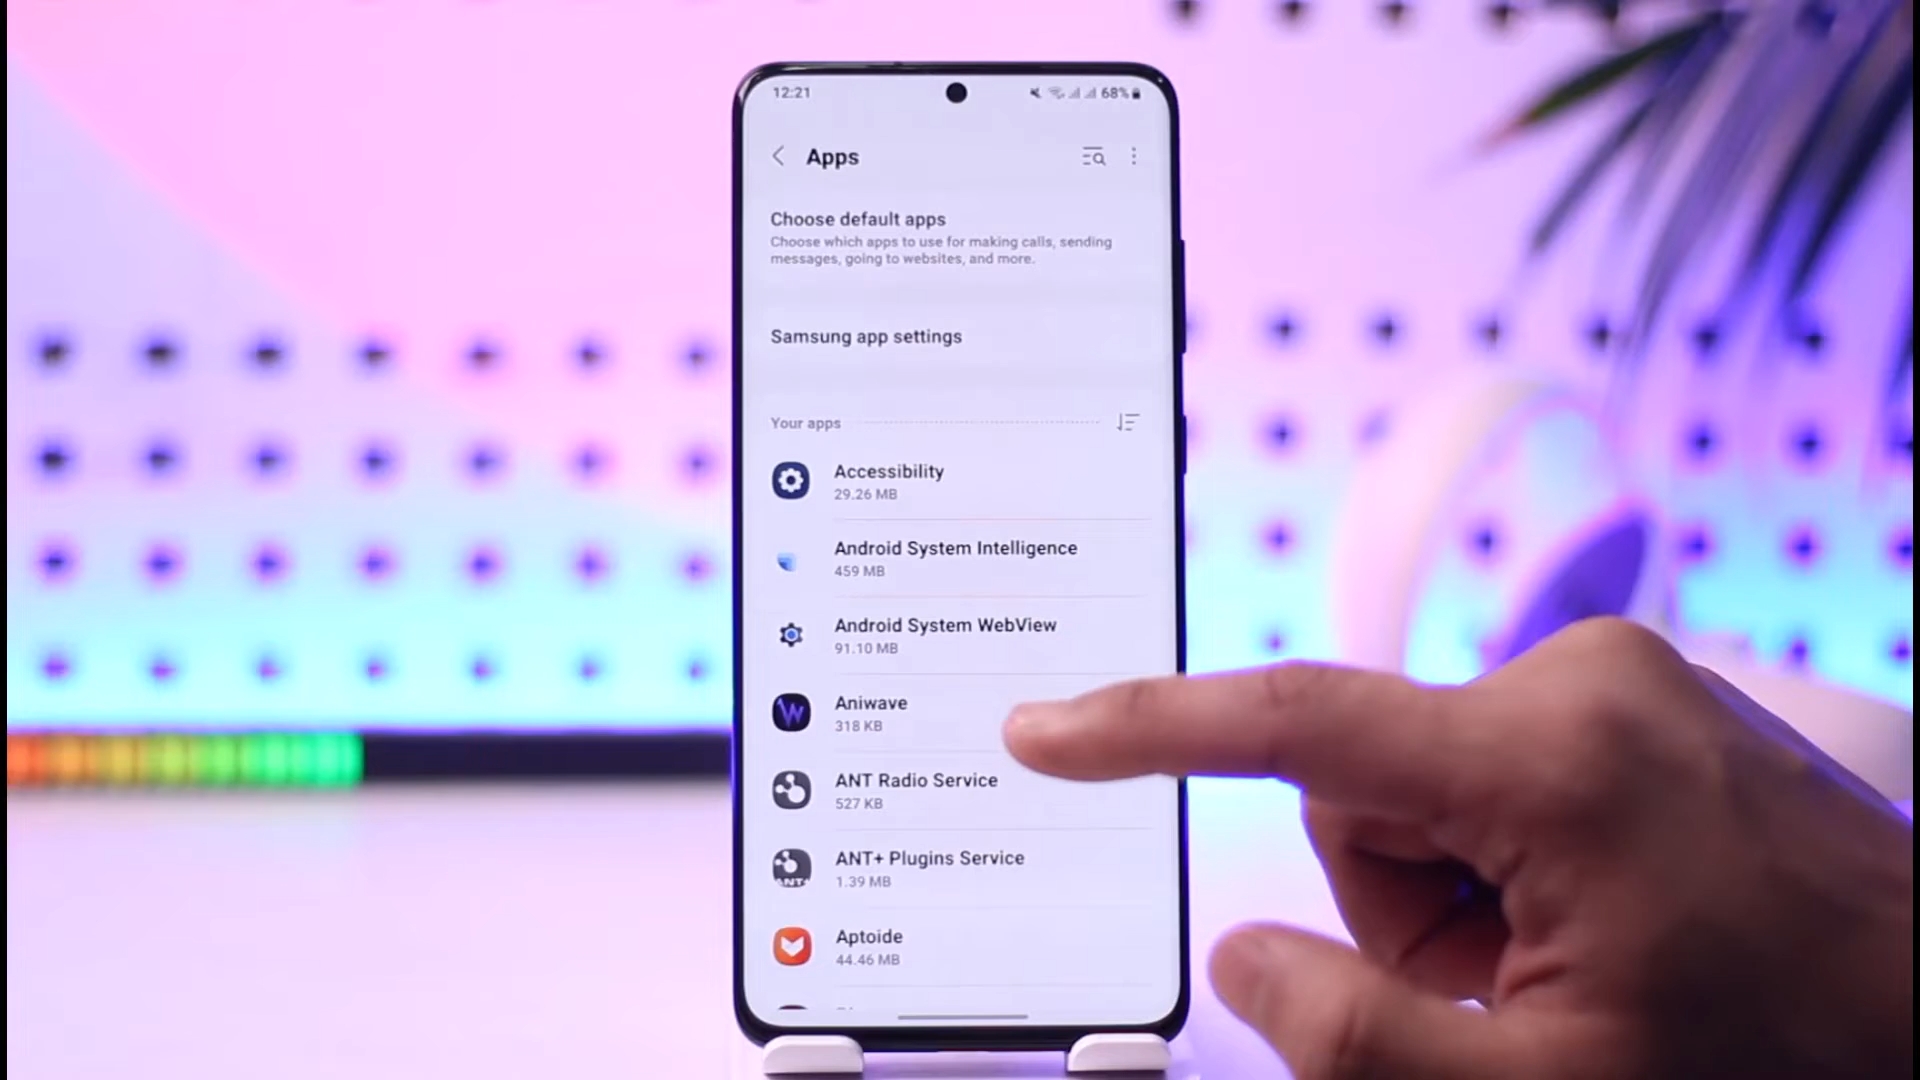 12:21
68%
Apps
Choose default apps
Choose which apps to use for making calls, sending
messages, going to websites, and more.
Samsung app settings
Your apps
Accessibility
29.26 MB
Android System Intelligence
459 MB
Android System WebView
91.10 MB
Aniwave
318 KB
ANT Radio Service
527 KB
ANT+ Plugins Service
1.39 MB
Aptoide
44.46 MB